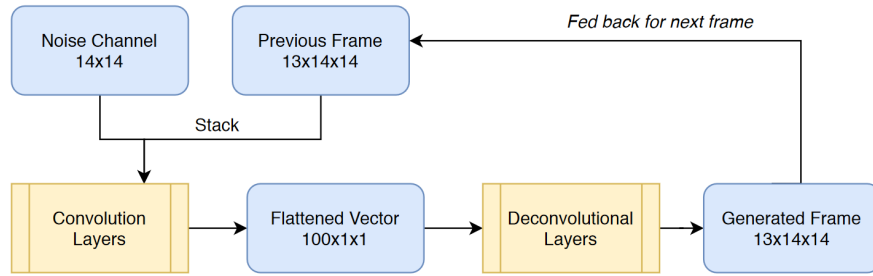 Noise Channel
14x14
Previous Frame
13x14x14
Fed back for next frame
Stack
Convolution
Layers
Flattened Vector
100x1x1
Deconvolutional
Layers
Generated Frame
13x14x14